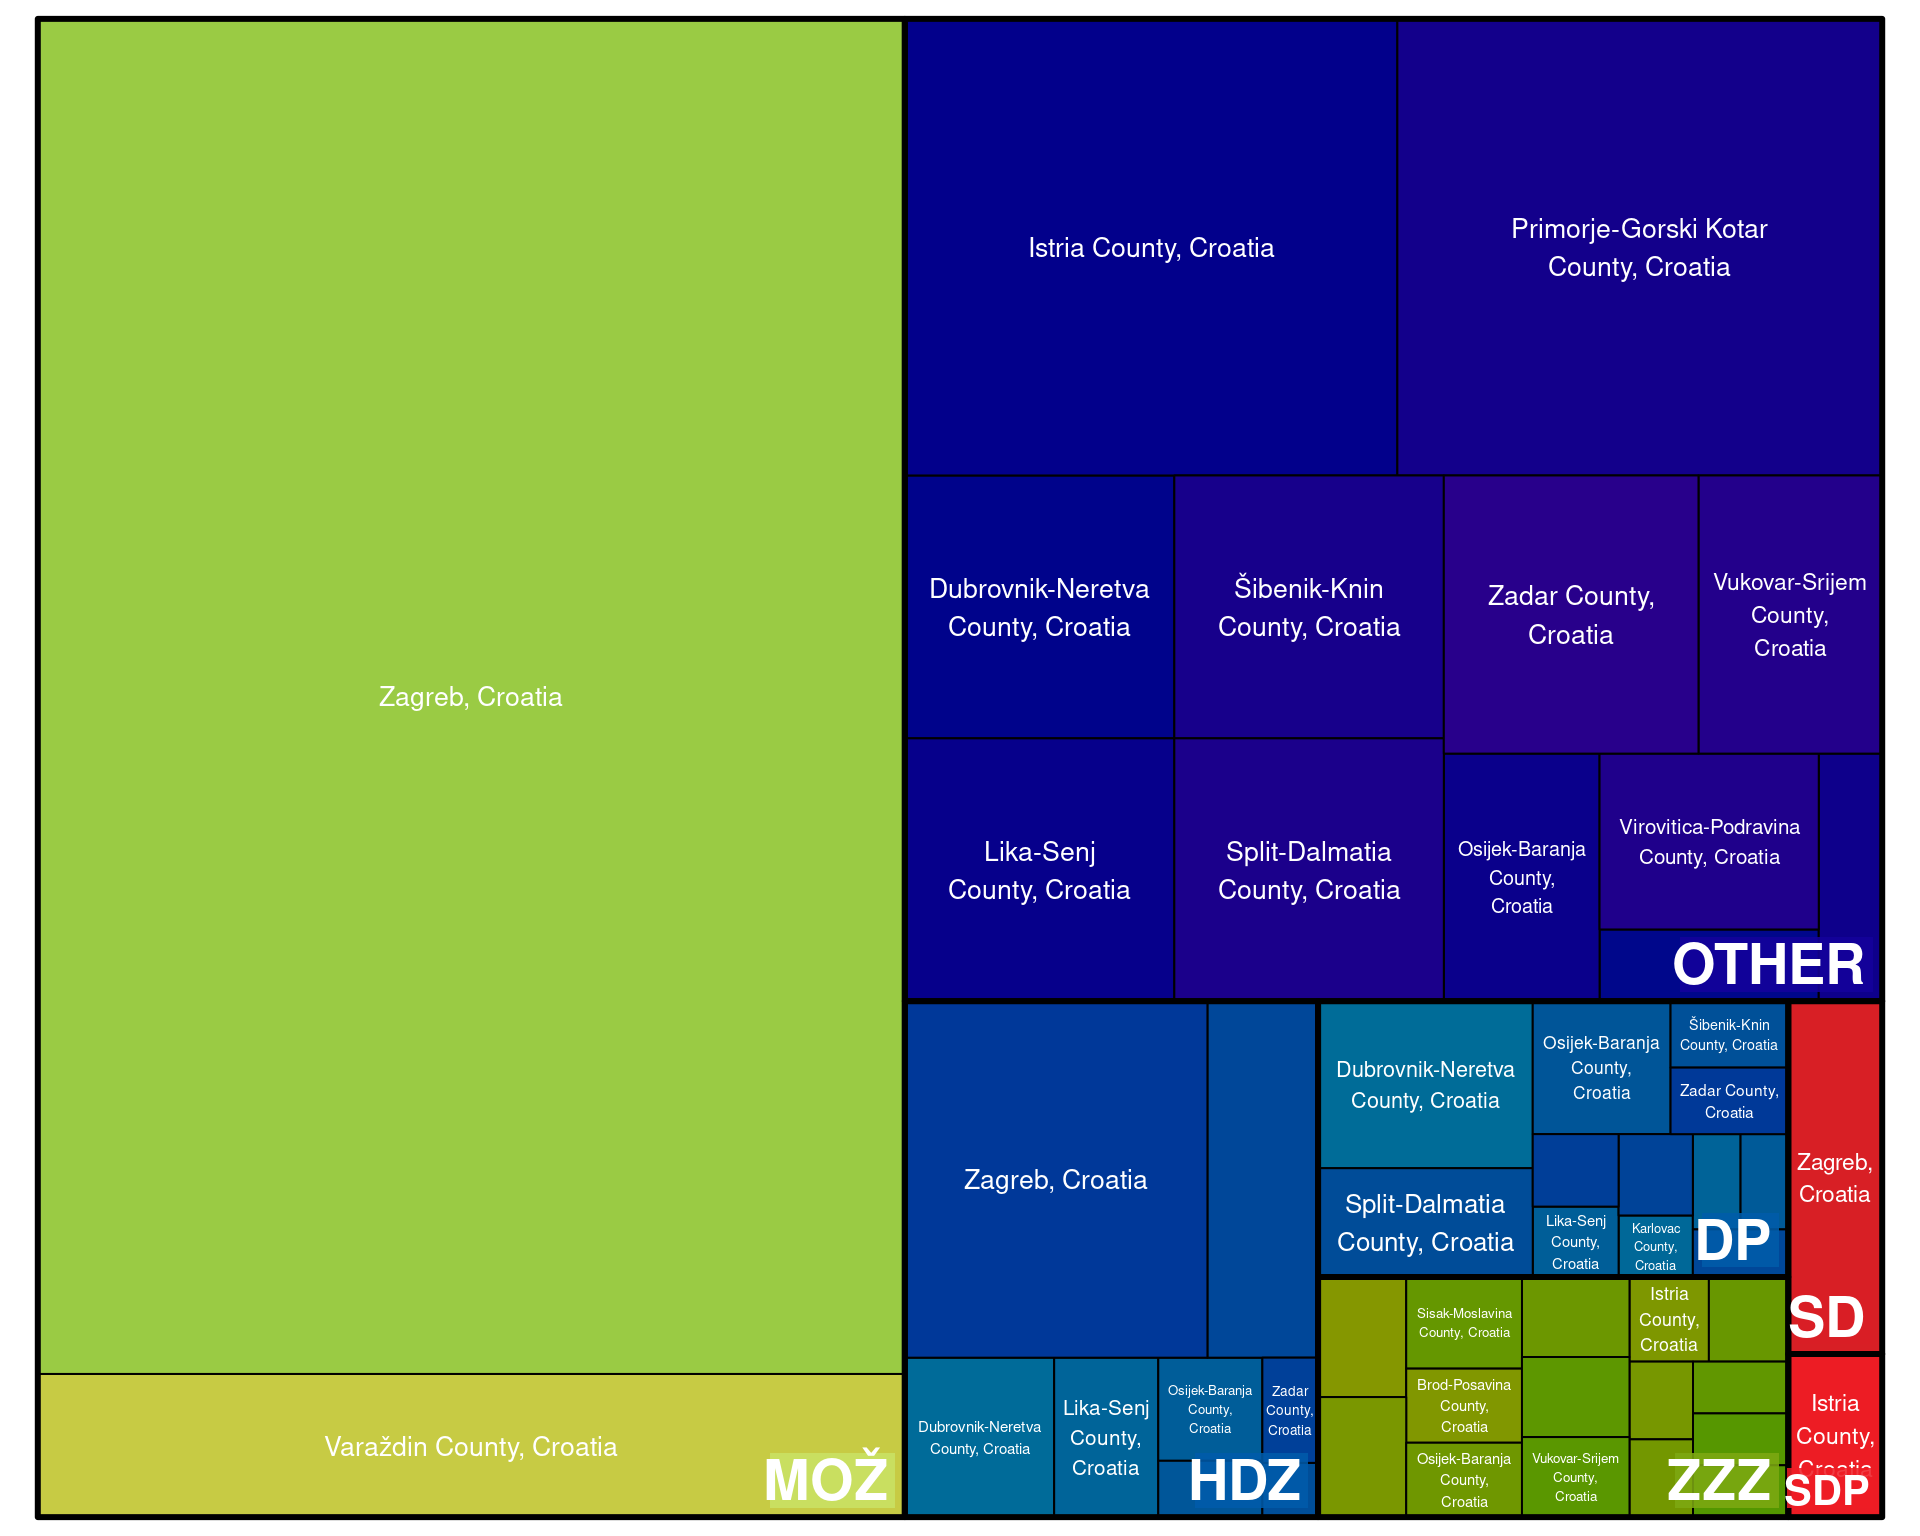 Zagreb, Croatia
Varaždin County, Croatia
MOŽ
Istria County, Croatia
Primorje-Gorski Kotar
County, Croatia
Dubrovnik-Neretva
County, Croatia
Šibenik-Knin
County, Croatia
Zadar County,
Croatia
Vukovar-Srijem
County,
Croatia
Lika-Senj
County, Croatia
Split-Dalmatia
County, Croatia
Osijek-Baranja
County,
Croatia
Virovitica-Podravina
County, Croatia
OTHER
Zagreb, Croatia
Dubrovnik-Neretva
County, Croatia
Lika-Senj
County,
Croatia
Osijek-Baranja
County,
Croatia
Zadar
County,
Croatia
HDZ
Dubrovnik-Neretva
County, Croatia
Split-Dalmatia
County, Croatia
Osijek-Baranja
County,
Croatia
Šibenik-Knin
County, Croatia
Zadar County,
Croatia
Lika-Senj
County,
Croatia
Karlovac
County,
Croatia
DP
Sisak-Moslavina
County, Croatia
Brod-Posavina
County,
Croatia
Osijek-Baranja
County,
Croatia
Vukovar-Srijem
County,
Croatia
Istria
County,
Croatia
ZZZ
Zagreb,
Croatia
SD
Istria
County,
Croatia
SDP